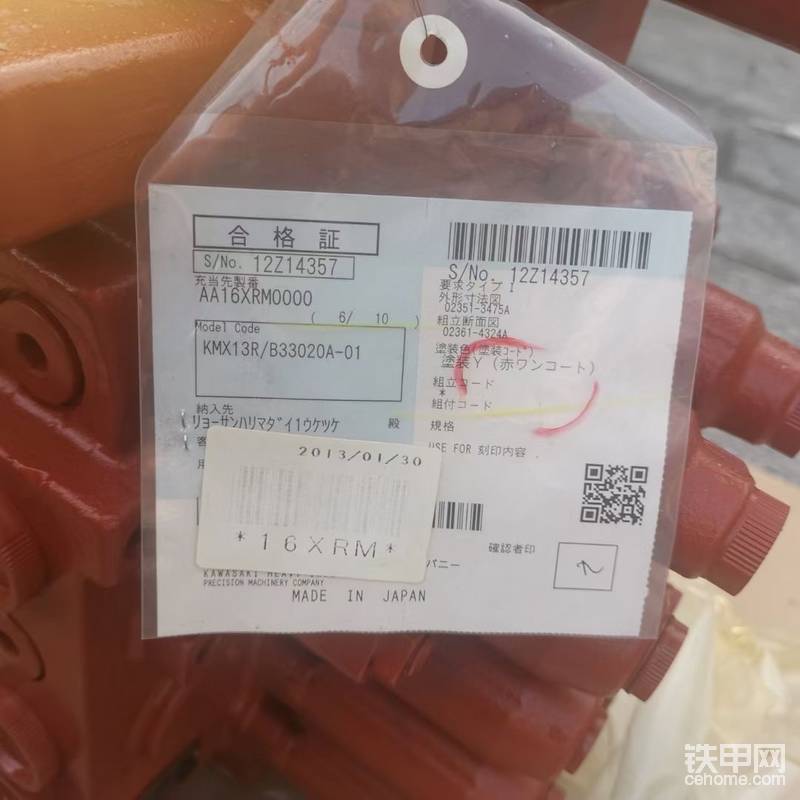 合格証
S/No. 12Z14357
充当先製番
AA16XRM0000
( 6/ 10 )
Model Code
KMX13R/B33020A-01
納入先
リョーサンハリマダイ1ウケツケ 殿
2013/01/30
*16XRM*
KAWASAKI
PRECISION MACHINERY COMPANY
MADE IN JAPAN
S/No. 12Z14357
要求タイプ I
外形寸法図
02351-3475A
組立断面図
02361-4324A
塗装色(塗装コード)
塗装Y (赤ワンコート)
組立コード
*
組付コード
規格
USE FOR 刻印内容
確認者印
パニー
铁甲网
cehome.com